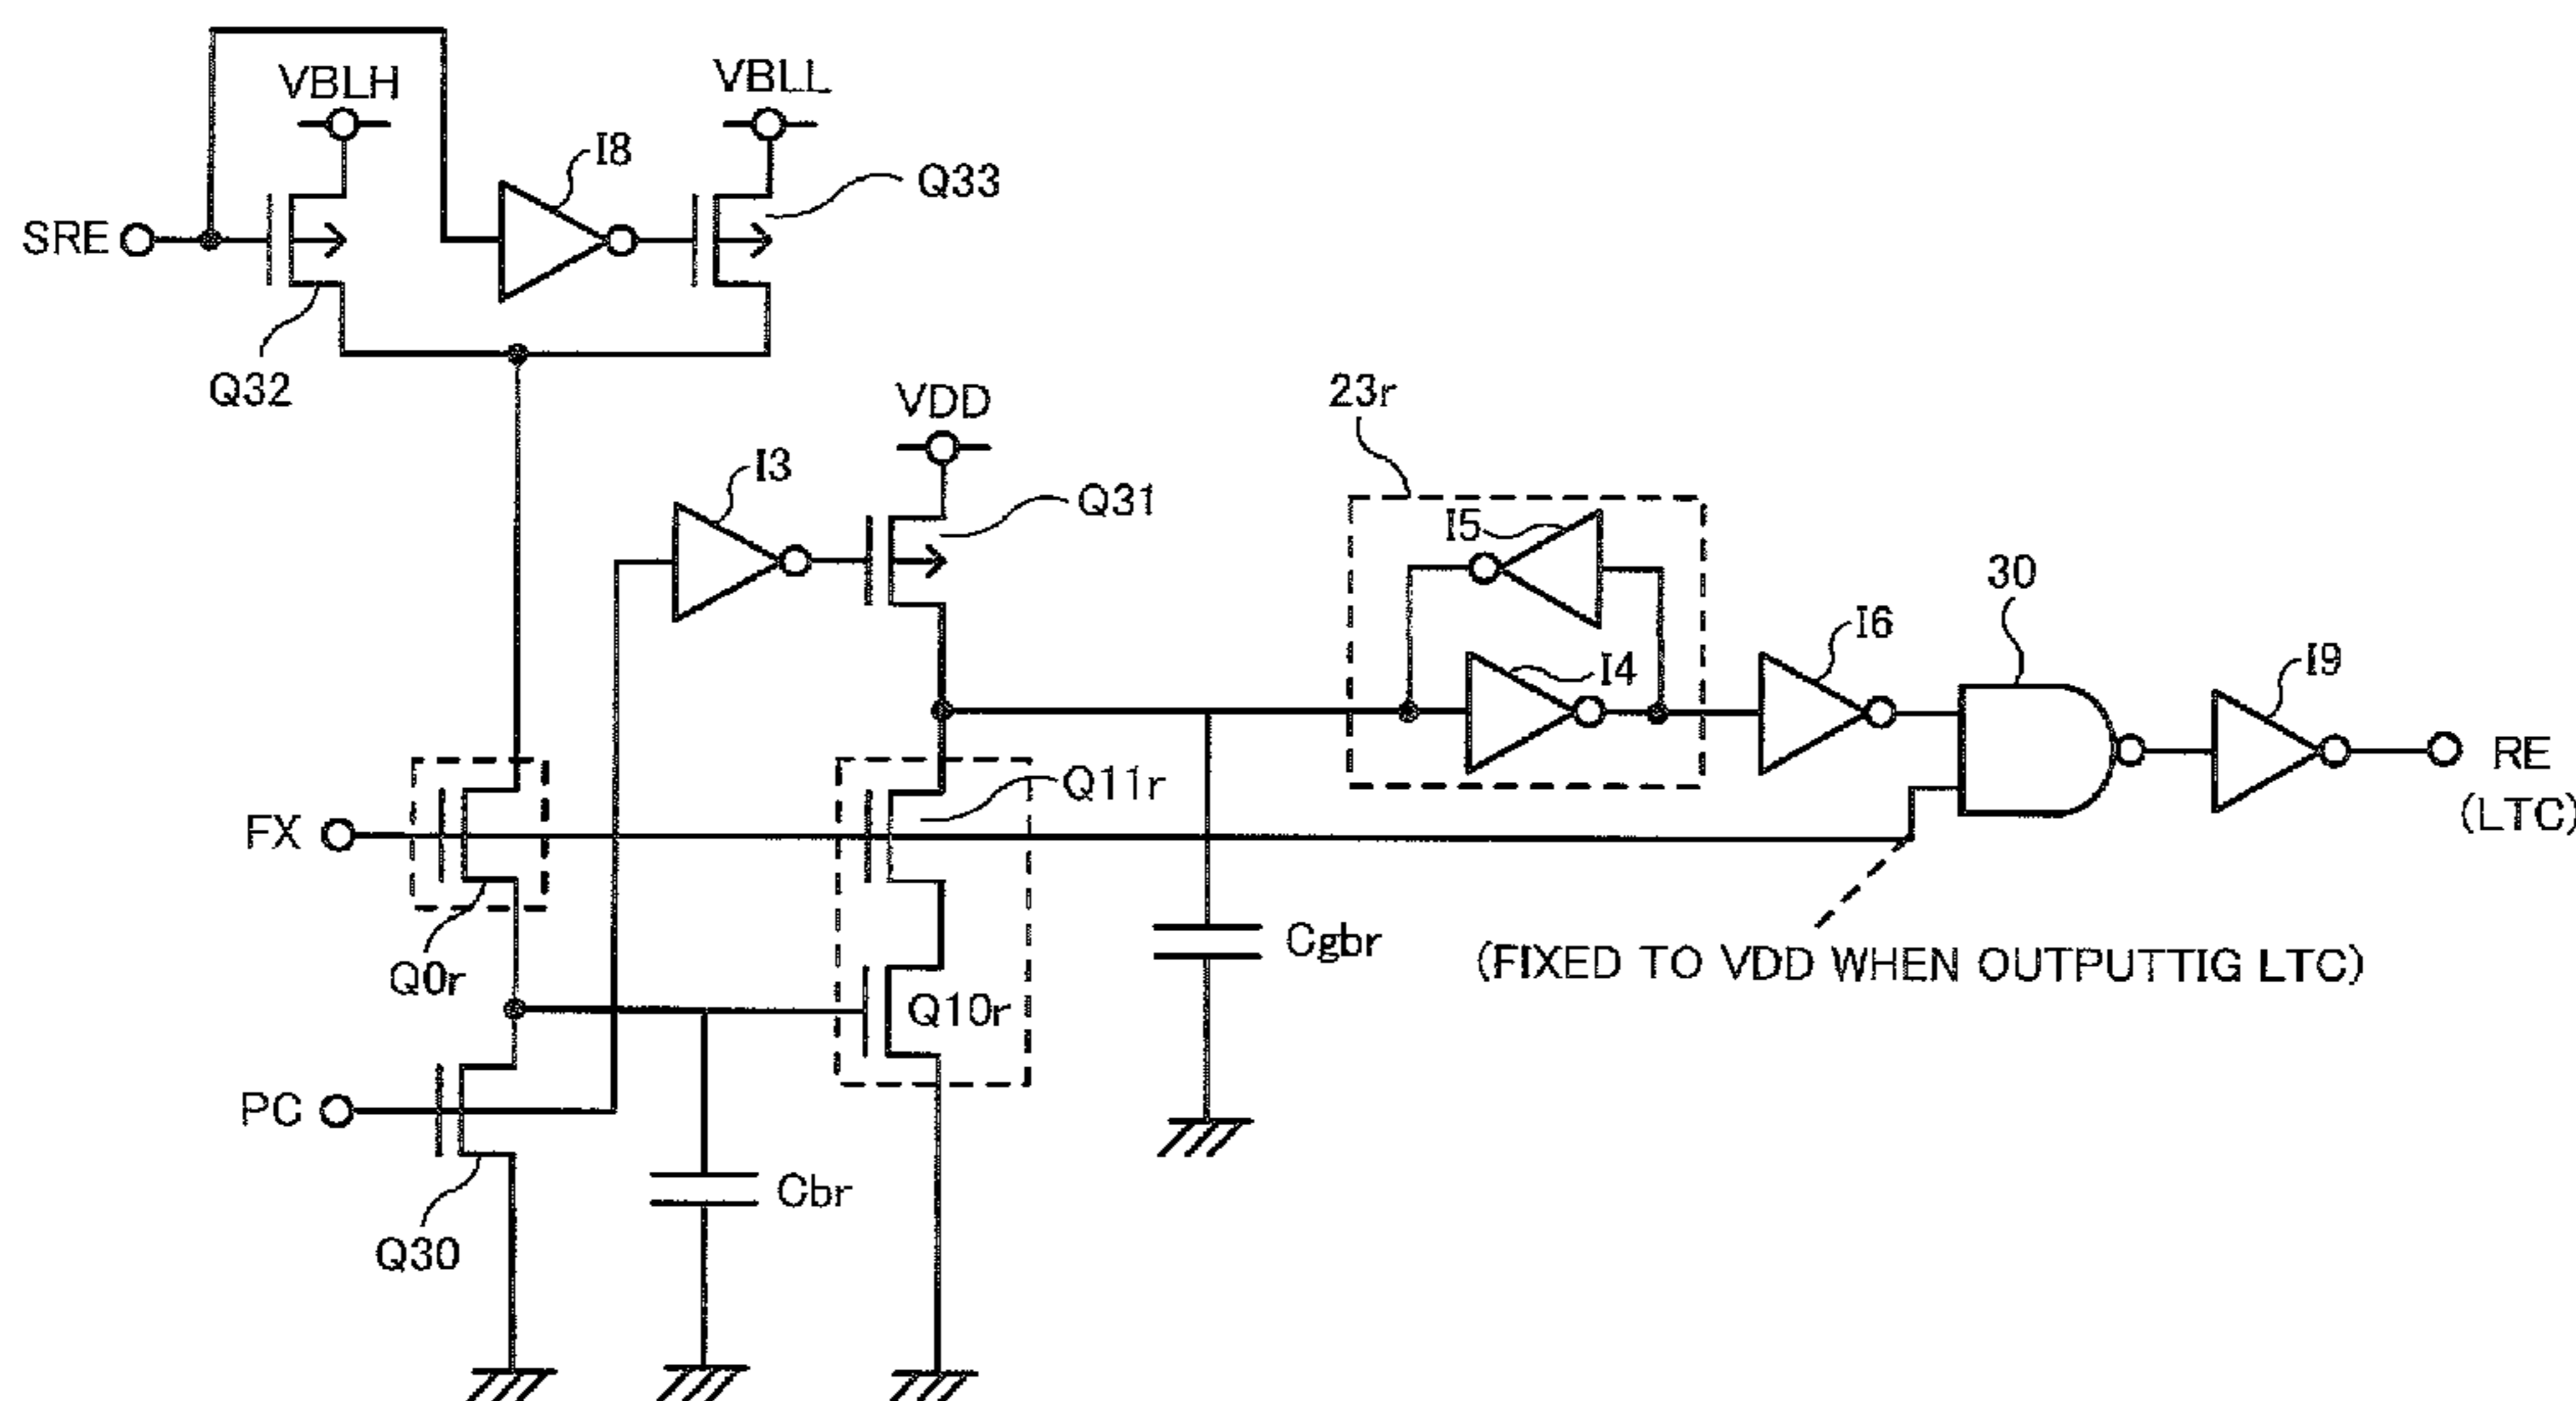 VBLH
VBLL
I8
Q33
SRE
Q32
VDD
23r
I3
Q31
I5
30
I6
I4
I9
Q11r
RE
(LTC)
FX
Q0r
Cgbr
(FIXED TO VDD WHEN OUTPUTTIG LTC)
Q10r
PC
Cbr
Q30